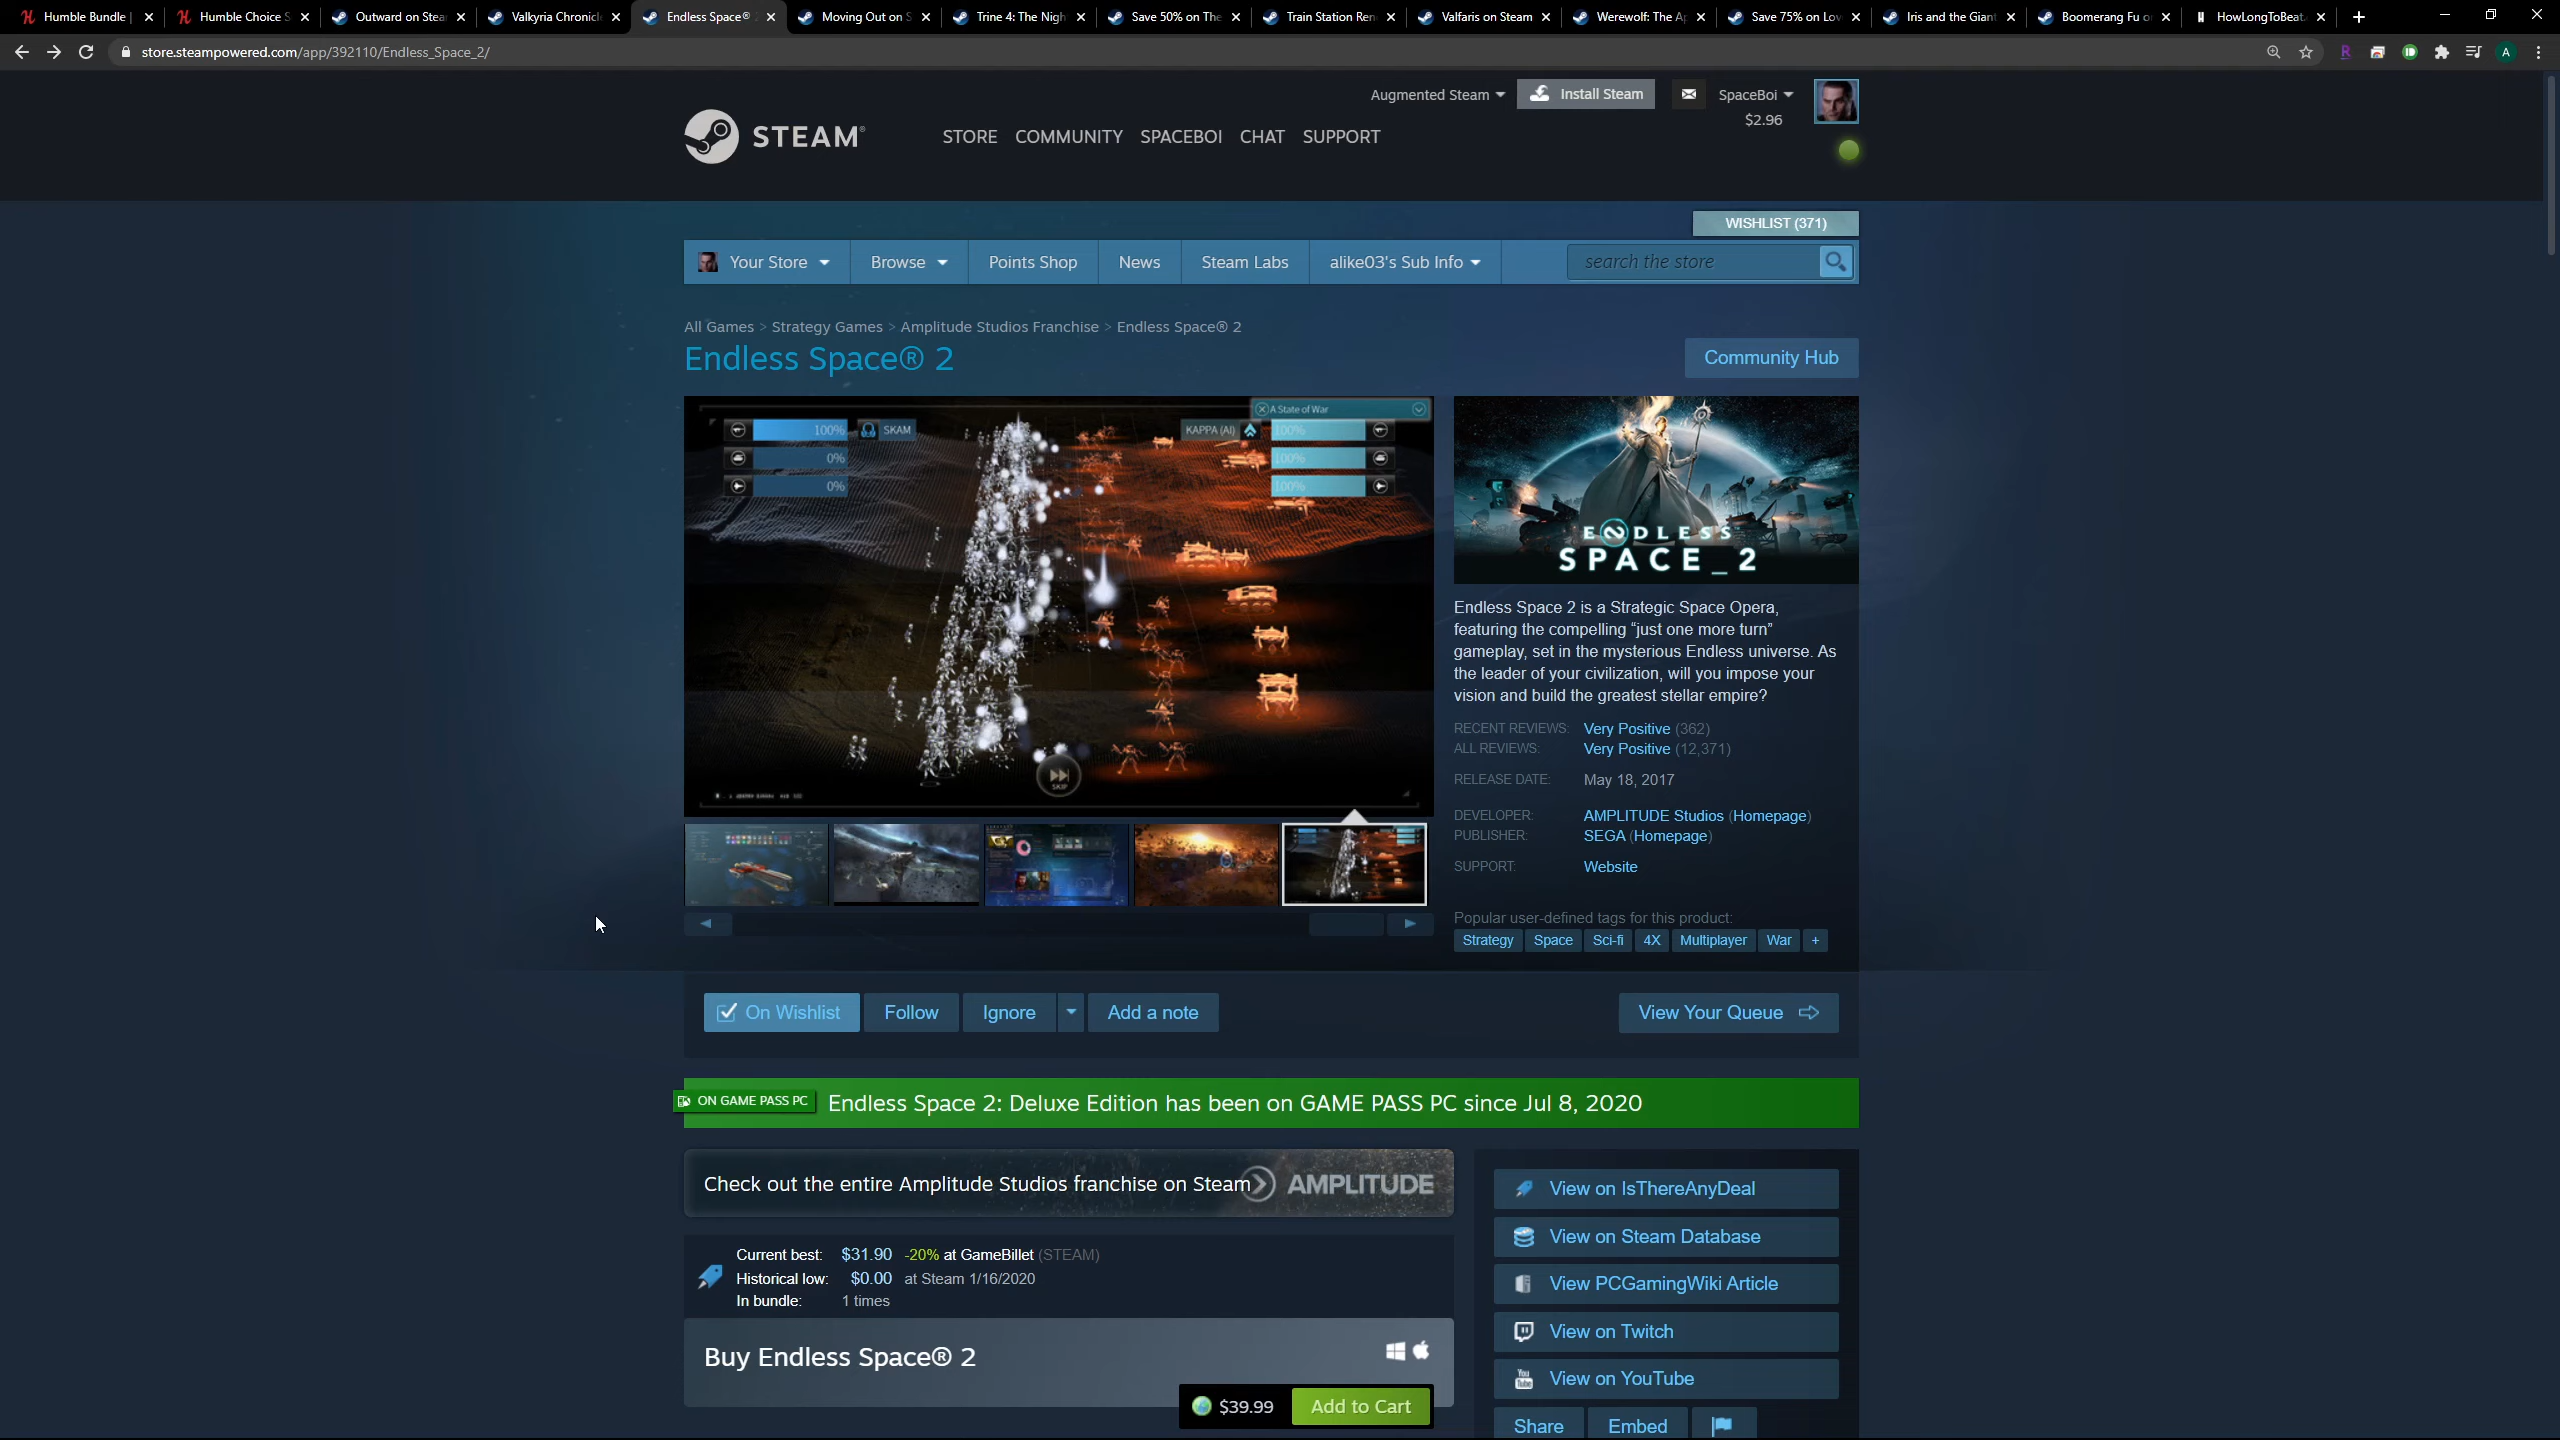 Humble Bundle |
Humble Choice S
Outward on Stea
Valkyria Chronicl
Endless Space®
Moving Out on S
Trine 4: The Nigh
Save 50% on The
Train Station Ren
Valfaris on Steam
Werewolf: The Ap
Save 75% on Lov
Iris and the Giant
Boomerang Fu o
HowLongToBeat.
store.steampowered.com/app/392110/Endless_Space_2/
A
Augmented Steam
Install Steam
SpaceBoi
$2.96
STEAM®
STORE COMMUNITY SPACEBOI CHAT SUPPORT
WISHLIST (371)
Your Store
Browse
Points Shop
News
Steam Labs
alike03's Sub Info
search the store
All Games > Strategy Games > Amplitude Studios Franchise > Endless Space® 2
Endless Space® 2
Community Hub
A State of War
100%
SKAM
KAPPA (AI)
100%
0%
100%
0%
100%
SKIP
ENDLESS
SPACE_2
Endless Space 2 is a Strategic Space Opera,
featuring the compelling “just one more turn”
gameplay, set in the mysterious Endless universe. As
the leader of your civilization, will you impose your
vision and build the greatest stellar empire?
RECENT REVIEWS: Very Positive (362)
ALL REVIEWS: Very Positive (12,371)
RELEASE DATE: May 18, 2017
DEVELOPER: AMPLITUDE Studios (Homepage)
PUBLISHER: SEGA (Homepage)
SUPPORT: Website
Popular user-defined tags for this product:
Strategy Space Sci-fi 4X Multiplayer War +
On Wishlist
Follow
Ignore
Add a note
View Your Queue
ON GAME PASS PC
Endless Space 2: Deluxe Edition has been on GAME PASS PC since Jul 8, 2020
Check out the entire Amplitude Studios franchise on Steam
AMPLITUDE
Current best: $31.90 -20% at GameBillet (STEAM)
Historical low: $0.00 at Steam 1/16/2020
In bundle: 1 times
Buy Endless Space® 2
$39.99
Add to Cart
View on IsThereAnyDeal
View on Steam Database
View PCGamingWiki Article
View on Twitch
You Tube
View on YouTube
Share
Embed